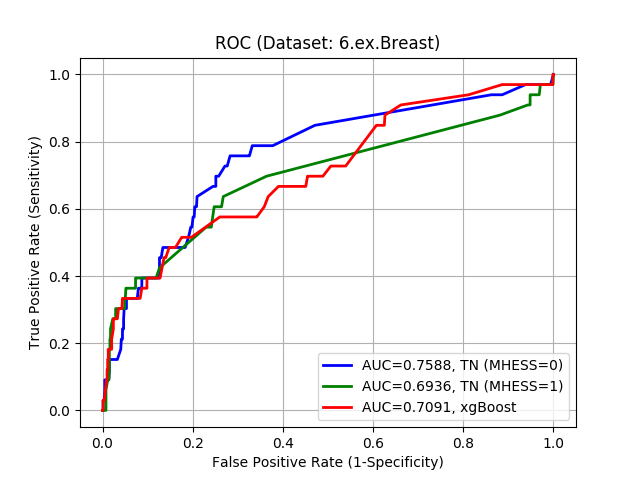 ROC (Dataset: 6.ex.Breast)
True Positive Rate (Sensitivity)
1.0
0.8
0.6
0.4
0.2
0.0
AUC=0.7588, TN (MHESS=0)
AUC=0.6936, TN (MHESS=1)
AUC=0.7091, xgBoost
0.0 0.2 0.4 0.6 0.8 1.0
False Positive Rate (1-Specificity)